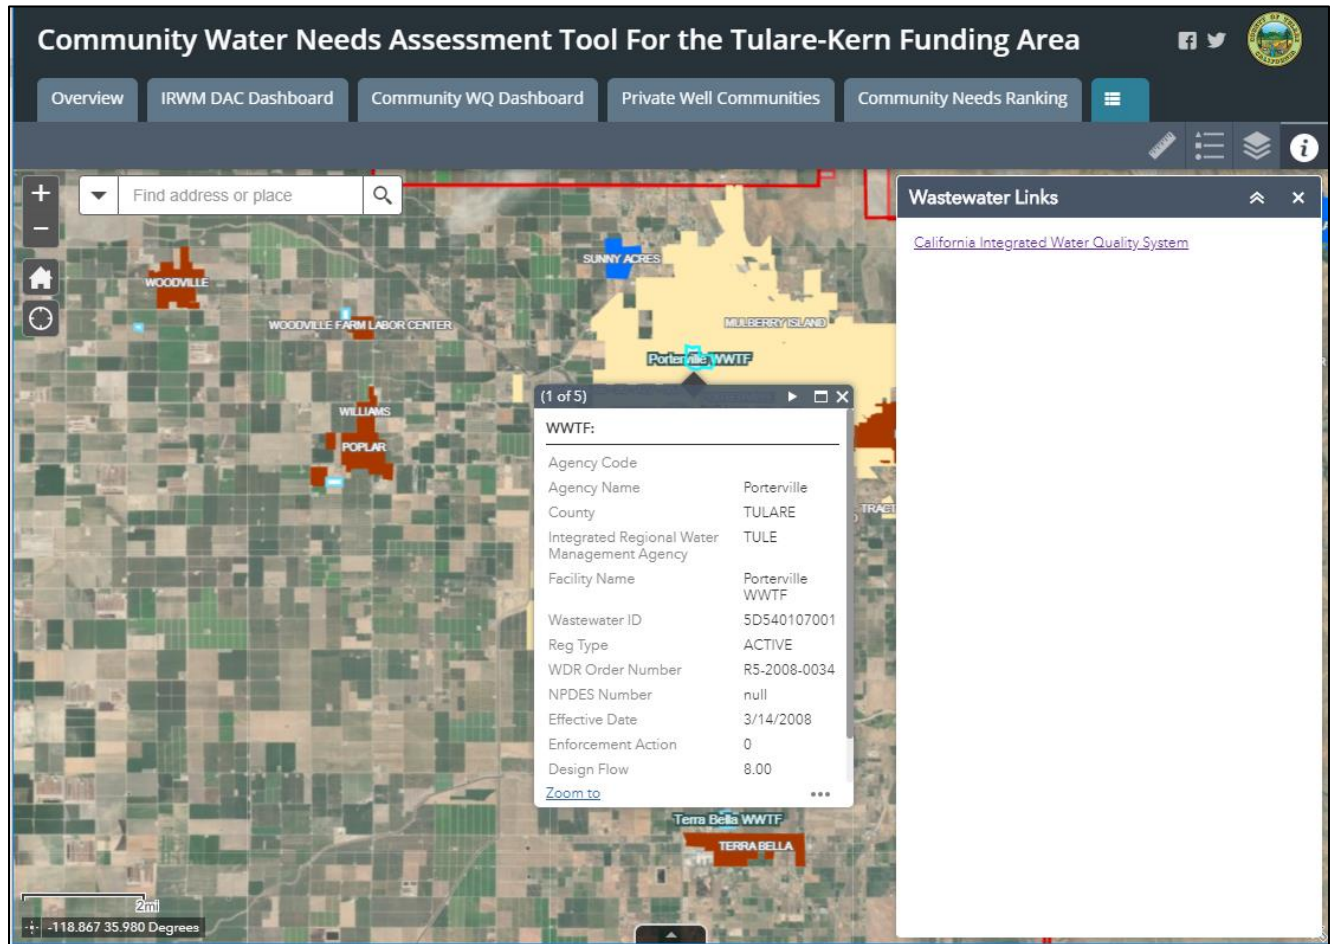 Community Water Needs Assessment Tool For the Tulare-Kern Funding Area
Overview
IRWM DAC Dashboard
Community WQ Dashboard
Private Well Communities
Community Needs Ranking
Find address or place
Wastewater Links
California Integrated Water Quality System
SUNNY ACRES
WOODVILLE
WOODVILLE FARM LABOR CENTER
MULBERRY ISLAND
Porterville WWTF
WILLIAMS
POPLAR
TRACT
(1 of 5)
WWTF:
Agency Code
Agency Name Porterville
County TULARE
Integrated Regional Water TULE
Management Agency
Facility Name Porterville
WWTF
Wastewater ID 5D540107001
Reg Type ACTIVE
WDR Order Number R5-2008-0034
NPDES Number null
Effective Date 3/14/2008
Enforcement Action 0
Design Flow 8.00
Zoom to
Terra Bella WWTF
TERRA BELLA
2mi
-118.867 35.980 Degrees